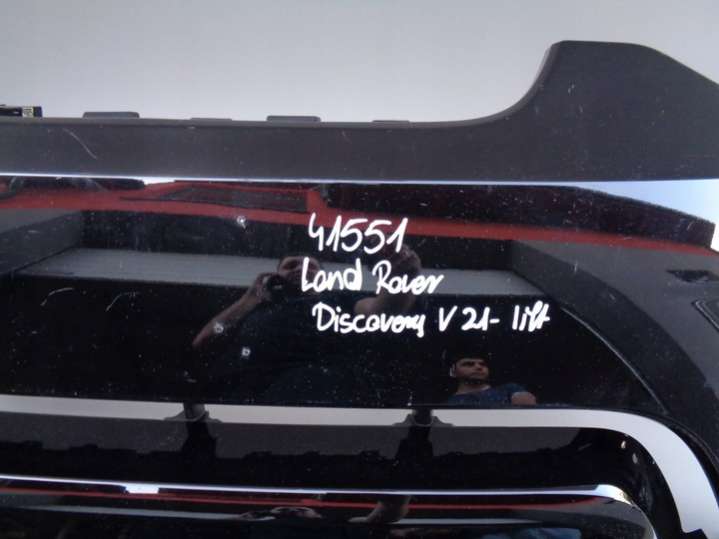 41551
Land Rover
Discovery V 21- lift